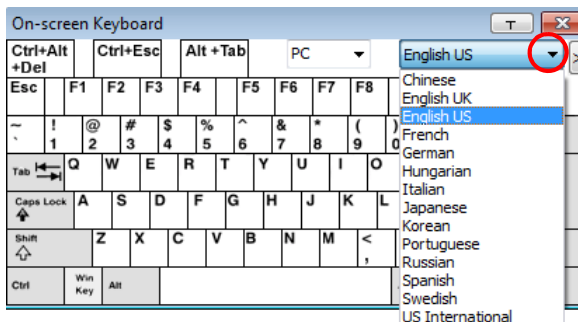 On-screen Keyboard T X
Ctrl+Alt +Del Ctrl+Esc Alt +Tab PC English US >
Esc F1 F2 F3 F4 F5 F6 F7 F8
~ ! @ # $ % ^ & * ( )
` 1 2 3 4 5 6 7 8 9 0
Tab Q W E R T Y U I O
Caps Lock A S D F G H J K L
Shift Z X C V B N M < ,
Ctrl Win Key Alt
Chinese
English UK
English US
French
German
Hungarian
Italian
Japanese
Korean
Portuguese
Russian
Spanish
Swedish
US International